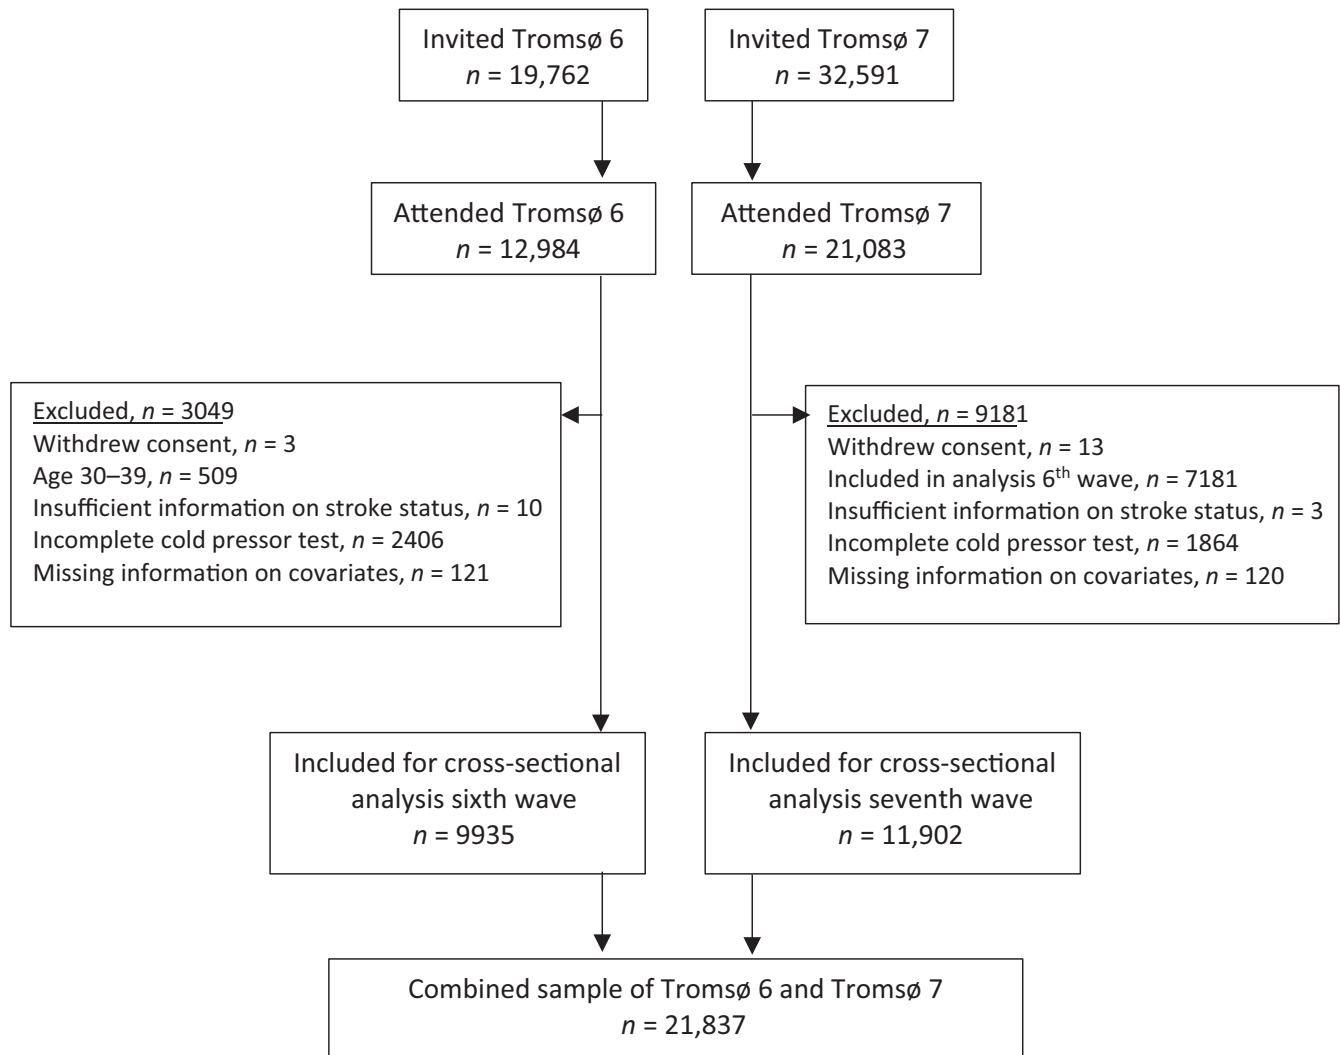 Invited Tromsø 6
n = 19,762
Invited Tromsø 7
n = 32,591
Attended Tromsø 6
n = 12,984
Attended Tromsø 7
n = 21,083
Excluded, n = 3049
Withdrew consent, n = 3
Age 30–39, n = 509
Insufficient information on stroke status, n = 10
Incomplete cold pressor test, n = 2406
Missing information on covariates, n = 121
Excluded, n = 9181
Withdrew consent, n = 13
Included in analysis 6th wave, n = 7181
Insufficient information on stroke status, n = 3
Incomplete cold pressor test, n = 1864
Missing information on covariates, n = 120
Included for cross-sectional
analysis sixth wave
n = 9935
Included for cross-sectional
analysis seventh wave
n = 11,902
Combined sample of Tromsø 6 and Tromsø 7
n = 21,837